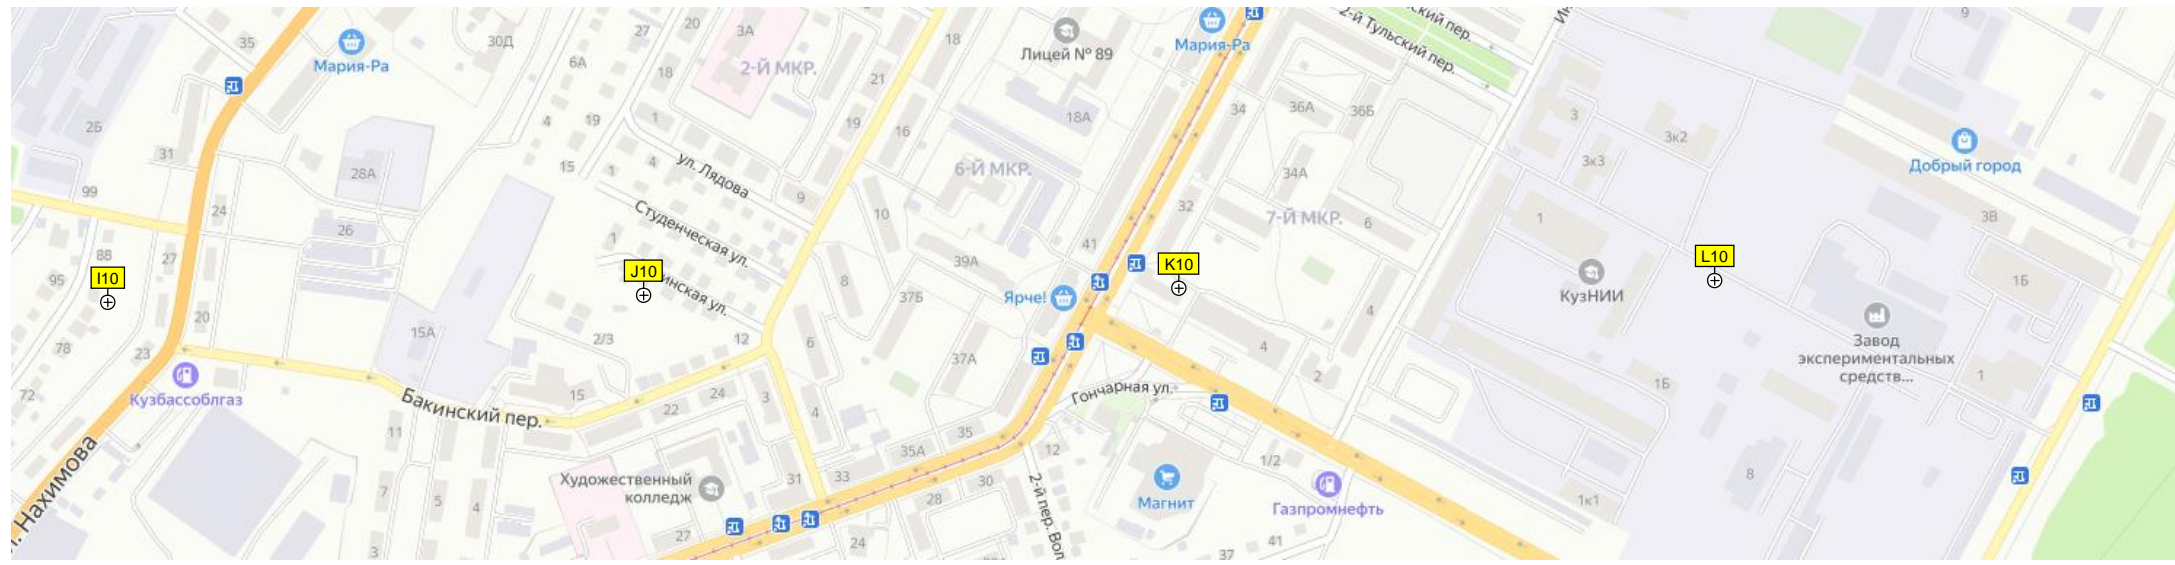 35
Мария-Ра
30Д
27
20
3А
6А
18
2-Й МКР.
21
18
Лицей № 89
Мария-Ра
2-й Тульский пер.
ский пер.
9
2Б
31
99
4
19
1
15
1
4
ул. Лядова
9
19
16
18А
6-Й МКР.
34
36А
36Б
34А
3
3к2
3к3
Добрый город
28А
24
26
Студенческая ул.
10
32
7-Й МКР.
6
1
3В
88
95
I10
27
1
J10
инская ул.
8
39А
37Б
41
K10
Ярче!
КузНИИ
L10
1Б
20
15А
2/3
12
6
37А
4
4
2
Завод
экспериментальных
средств...
78
23
72
Кузбассоблгаз
Бакинский пер.
15
22
24
3
4
Гончарная ул.
1Б
1
11
35
35А
12
Нахимова
7
5
4
3
Художественный
колледж
31
33
27
28
30
24
2-й пер. Вол
Магнит
1/2
Газпромнефть
37
41
1к1
8